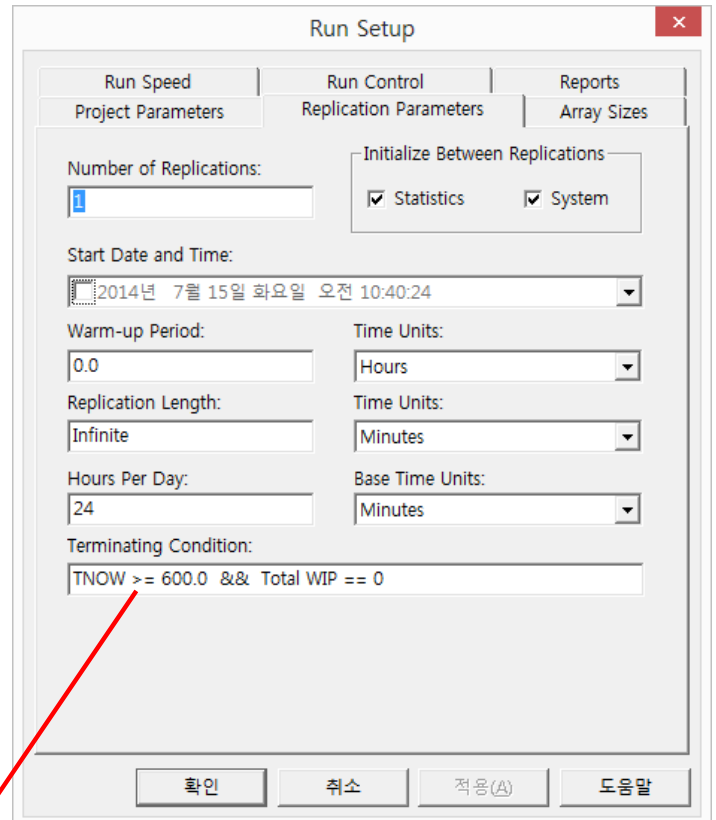 Run Setup
Run Speed Run Control Reports
Project Parameters Replication Parameters Array Sizes
Number of Replications:
1
Initialize Between Replications
Statistics System
Start Date and Time:
2014년 7월 15일 화요일 오전 10:40:24
Warm-up Period: Time Units:
0.0 Hours
Replication Length: Time Units:
Infinite Minutes
Hours Per Day: Base Time Units:
24 Minutes
Terminating Condition:
TNOW >= 600.0 && Total WIP == 0
확인 취소 적용(A) 도움말